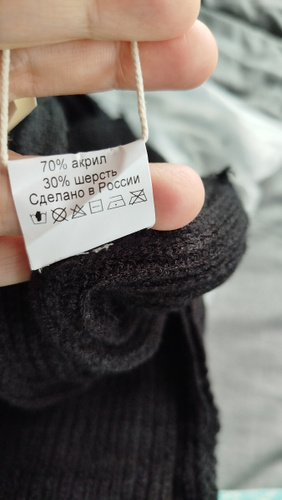 70% акрил
30% шерсть
Сделано в России